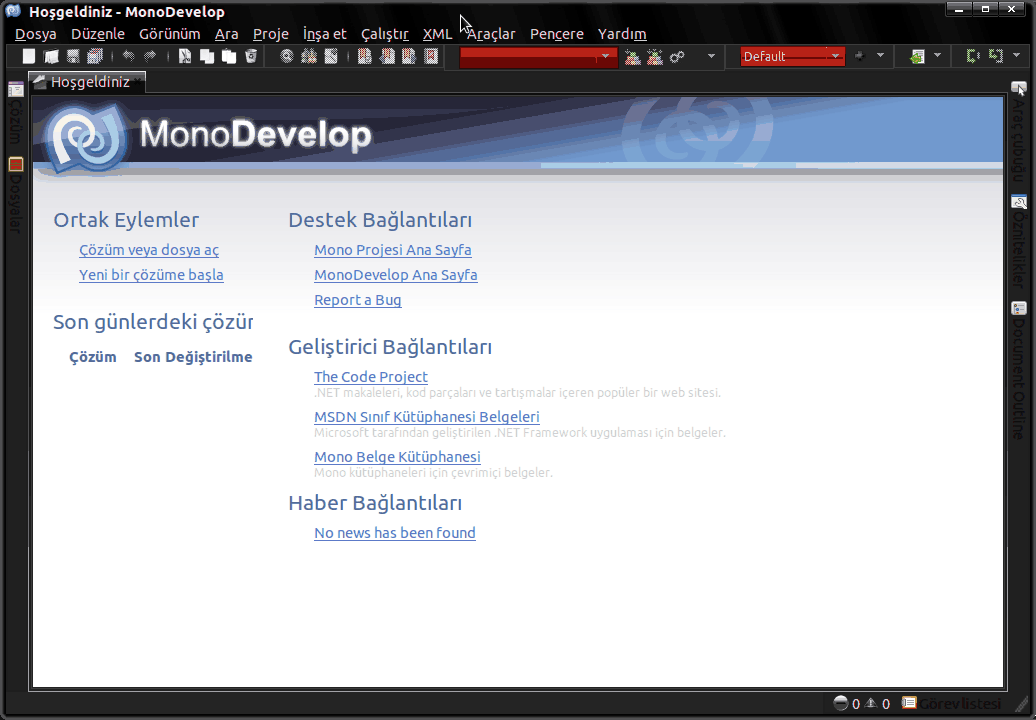 Hoşgeldiniz - MonoDevelop
Dosya Düzenle Görünüm Ara Proje İnşa et Çalıştır XML Araçlar Pencere Yardım
Default
Hoşgeldiniz
MonoDevelop
Çözüm
Dosyalar
Araç çubuğu
Öznitelikler
Document Outline
Ortak Eylemler
Çözüm veya dosya aç
Yeni bir çözüme başla
Son günlerdeki çözür
Çözüm Son Değiştirilme
Destek Bağlantıları
Mono Projesi Ana Sayfa
MonoDevelop Ana Sayfa
Report a Bug
Geliştirici Bağlantıları
The Code Project
.NET makaleleri, kod parçaları ve tartışmalar içeren popüler bir web sitesi.
MSDN Sınıf Kütüphanesi Belgeleri
Microsoft tarafından geliştirilen .NET Framework uygulaması için belgeler.
Mono Belge Kütüphanesi
Mono kütüphaneleri için çevrimiçi belgeler.
Haber Bağlantıları
No news has been found
0 0 Görev listesi